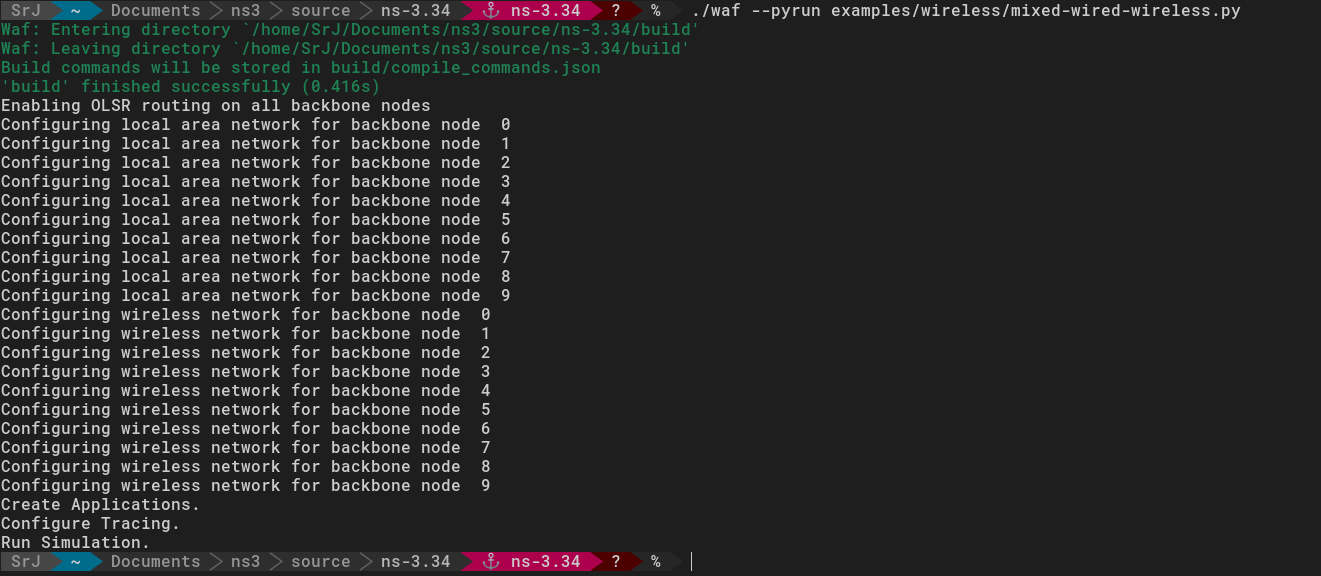 SrJ ~ Documents ns3 source ns-3.34 ⚓ ns-3.34 ? % ./waf --pyrun examples/wireless/mixed-wired-wireless.py
Waf: Entering directory `/home/SrJ/Documents/ns3/source/ns-3.34/build'
Waf: Leaving directory `/home/SrJ/Documents/ns3/source/ns-3.34/build'
Build commands will be stored in build/compile_commands.json
'build' finished successfully (0.416s)
Enabling OLSR routing on all backbone nodes
Configuring local area network for backbone node  0
Configuring local area network for backbone node  1
Configuring local area network for backbone node  2
Configuring local area network for backbone node  3
Configuring local area network for backbone node  4
Configuring local area network for backbone node  5
Configuring local area network for backbone node  6
Configuring local area network for backbone node  7
Configuring local area network for backbone node  8
Configuring local area network for backbone node  9
Configuring wireless network for backbone node  0
Configuring wireless network for backbone node  1
Configuring wireless network for backbone node  2
Configuring wireless network for backbone node  3
Configuring wireless network for backbone node  4
Configuring wireless network for backbone node  5
Configuring wireless network for backbone node  6
Configuring wireless network for backbone node  7
Configuring wireless network for backbone node  8
Configuring wireless network for backbone node  9
Create Applications.
Configure Tracing.
Run Simulation.
SrJ ~ Documents ns3 source ns-3.34 ⚓ ns-3.34 ? %